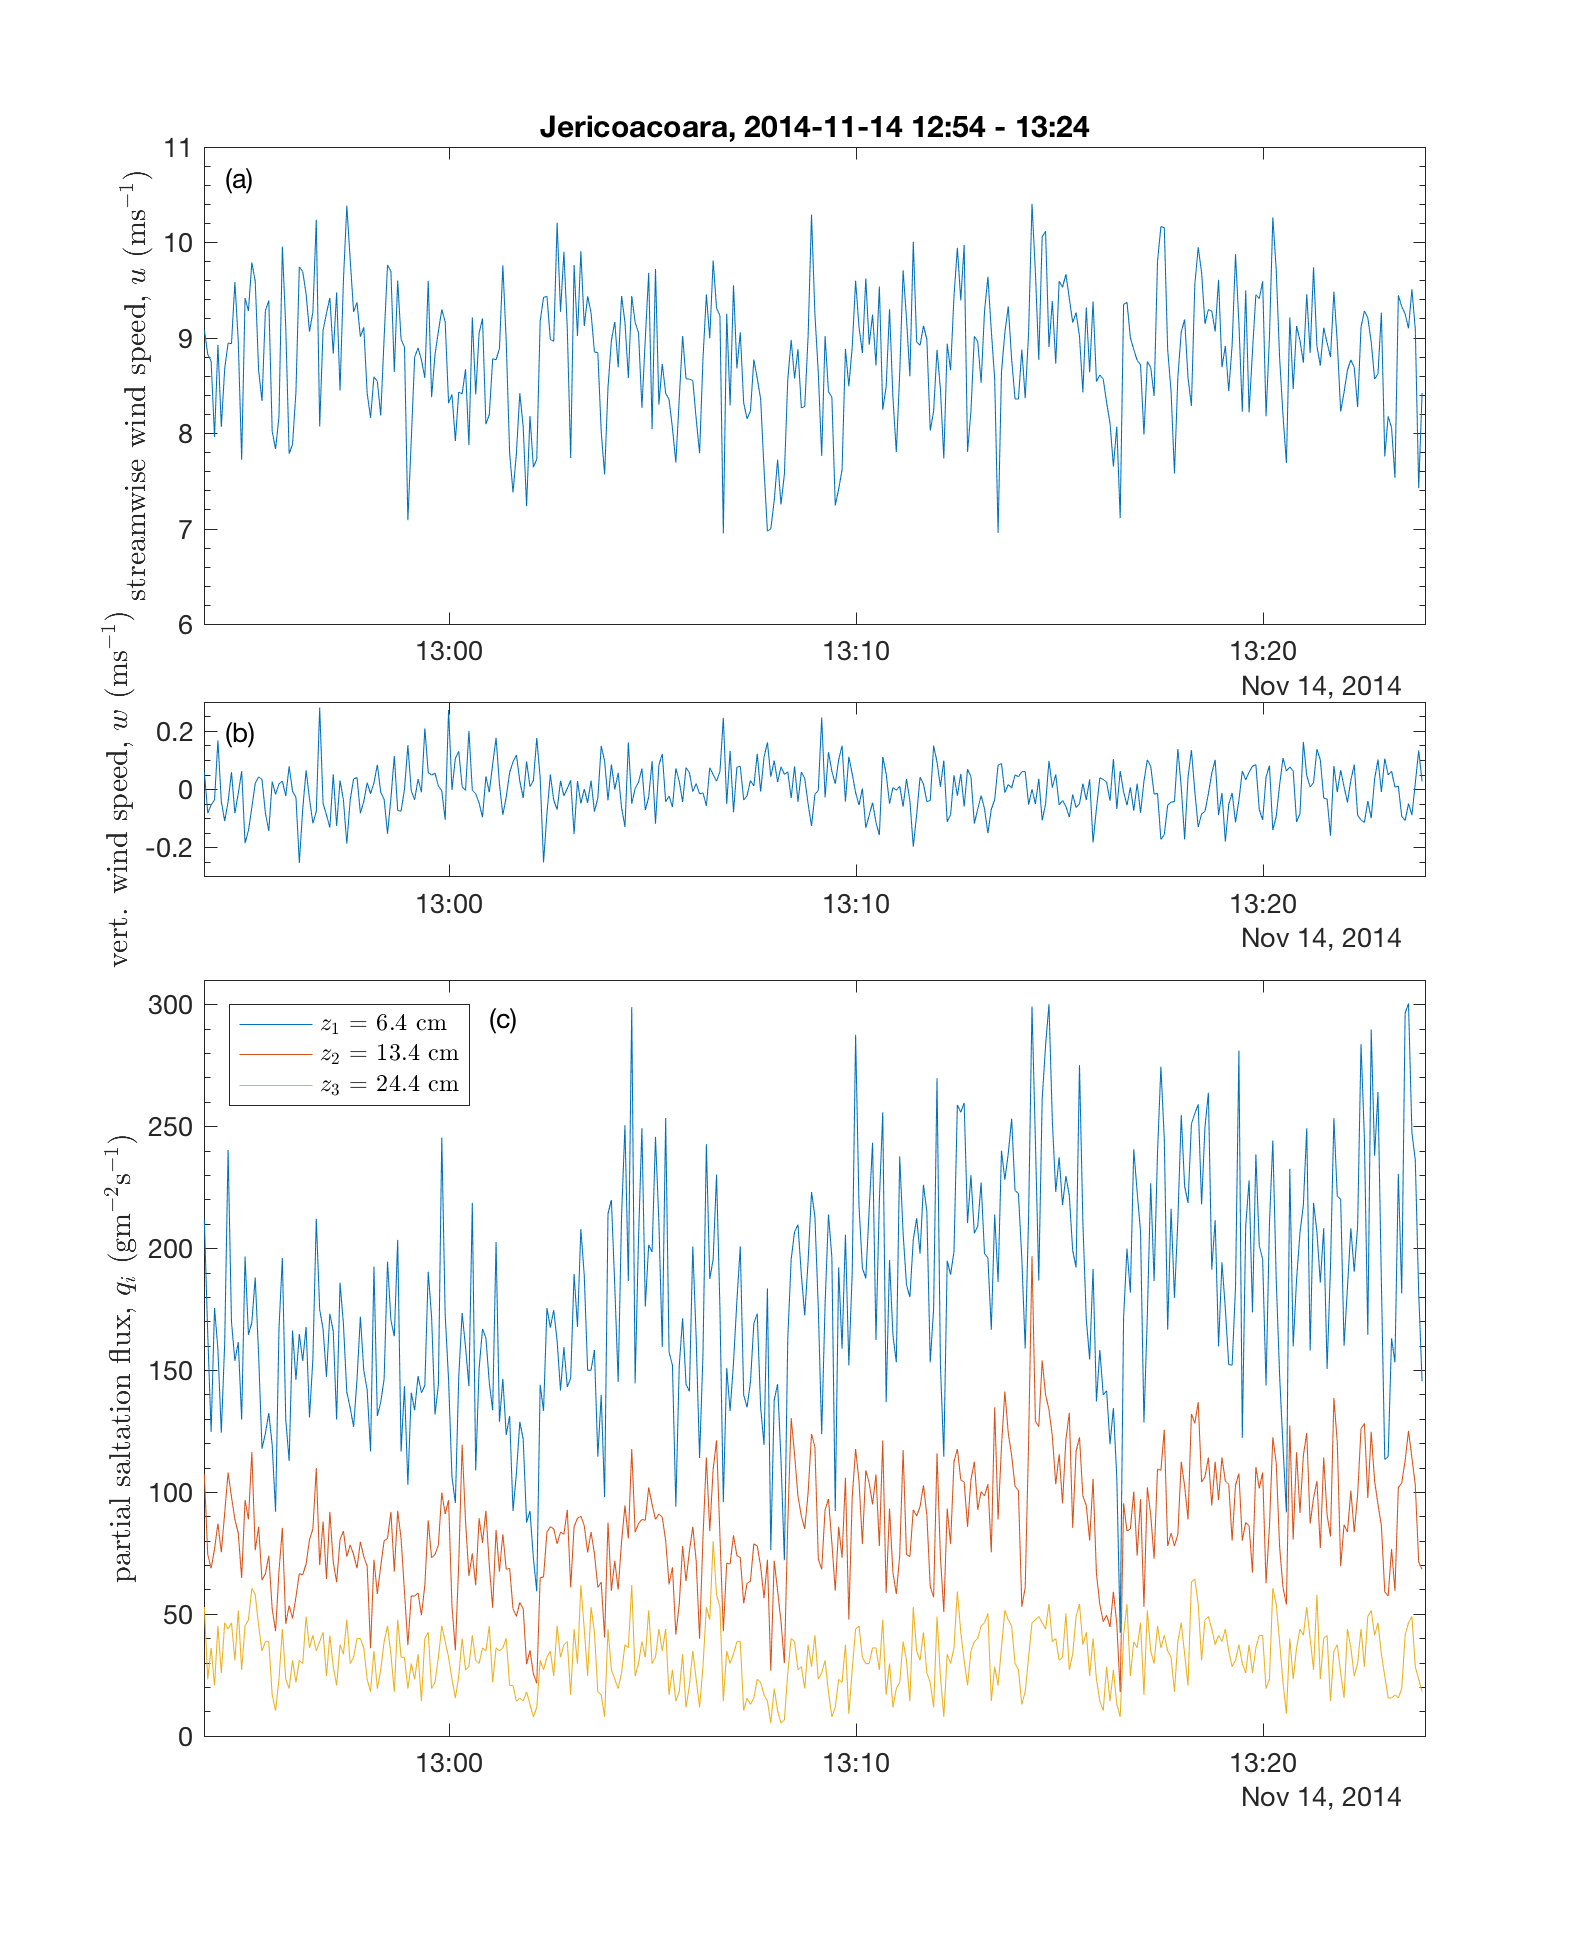 Jericoacoara, 2014-11-14 12:54 - 13:24
streamwise wind speed, u (ms−1)
11
10
9
8
7
6
(a)
13:00 13:10 13:20
Nov 14, 2014
vert. wind speed, w (ms−1)
0.2
0
-0.2
(b)
13:00 13:10 13:20
Nov 14, 2014
partial saltation flux, qi (gm−2s−1)
300
250
200
150
100
50
0
z1 = 6.4 cm
z2 = 13.4 cm
z3 = 24.4 cm
(c)
13:00 13:10 13:20
Nov 14, 2014